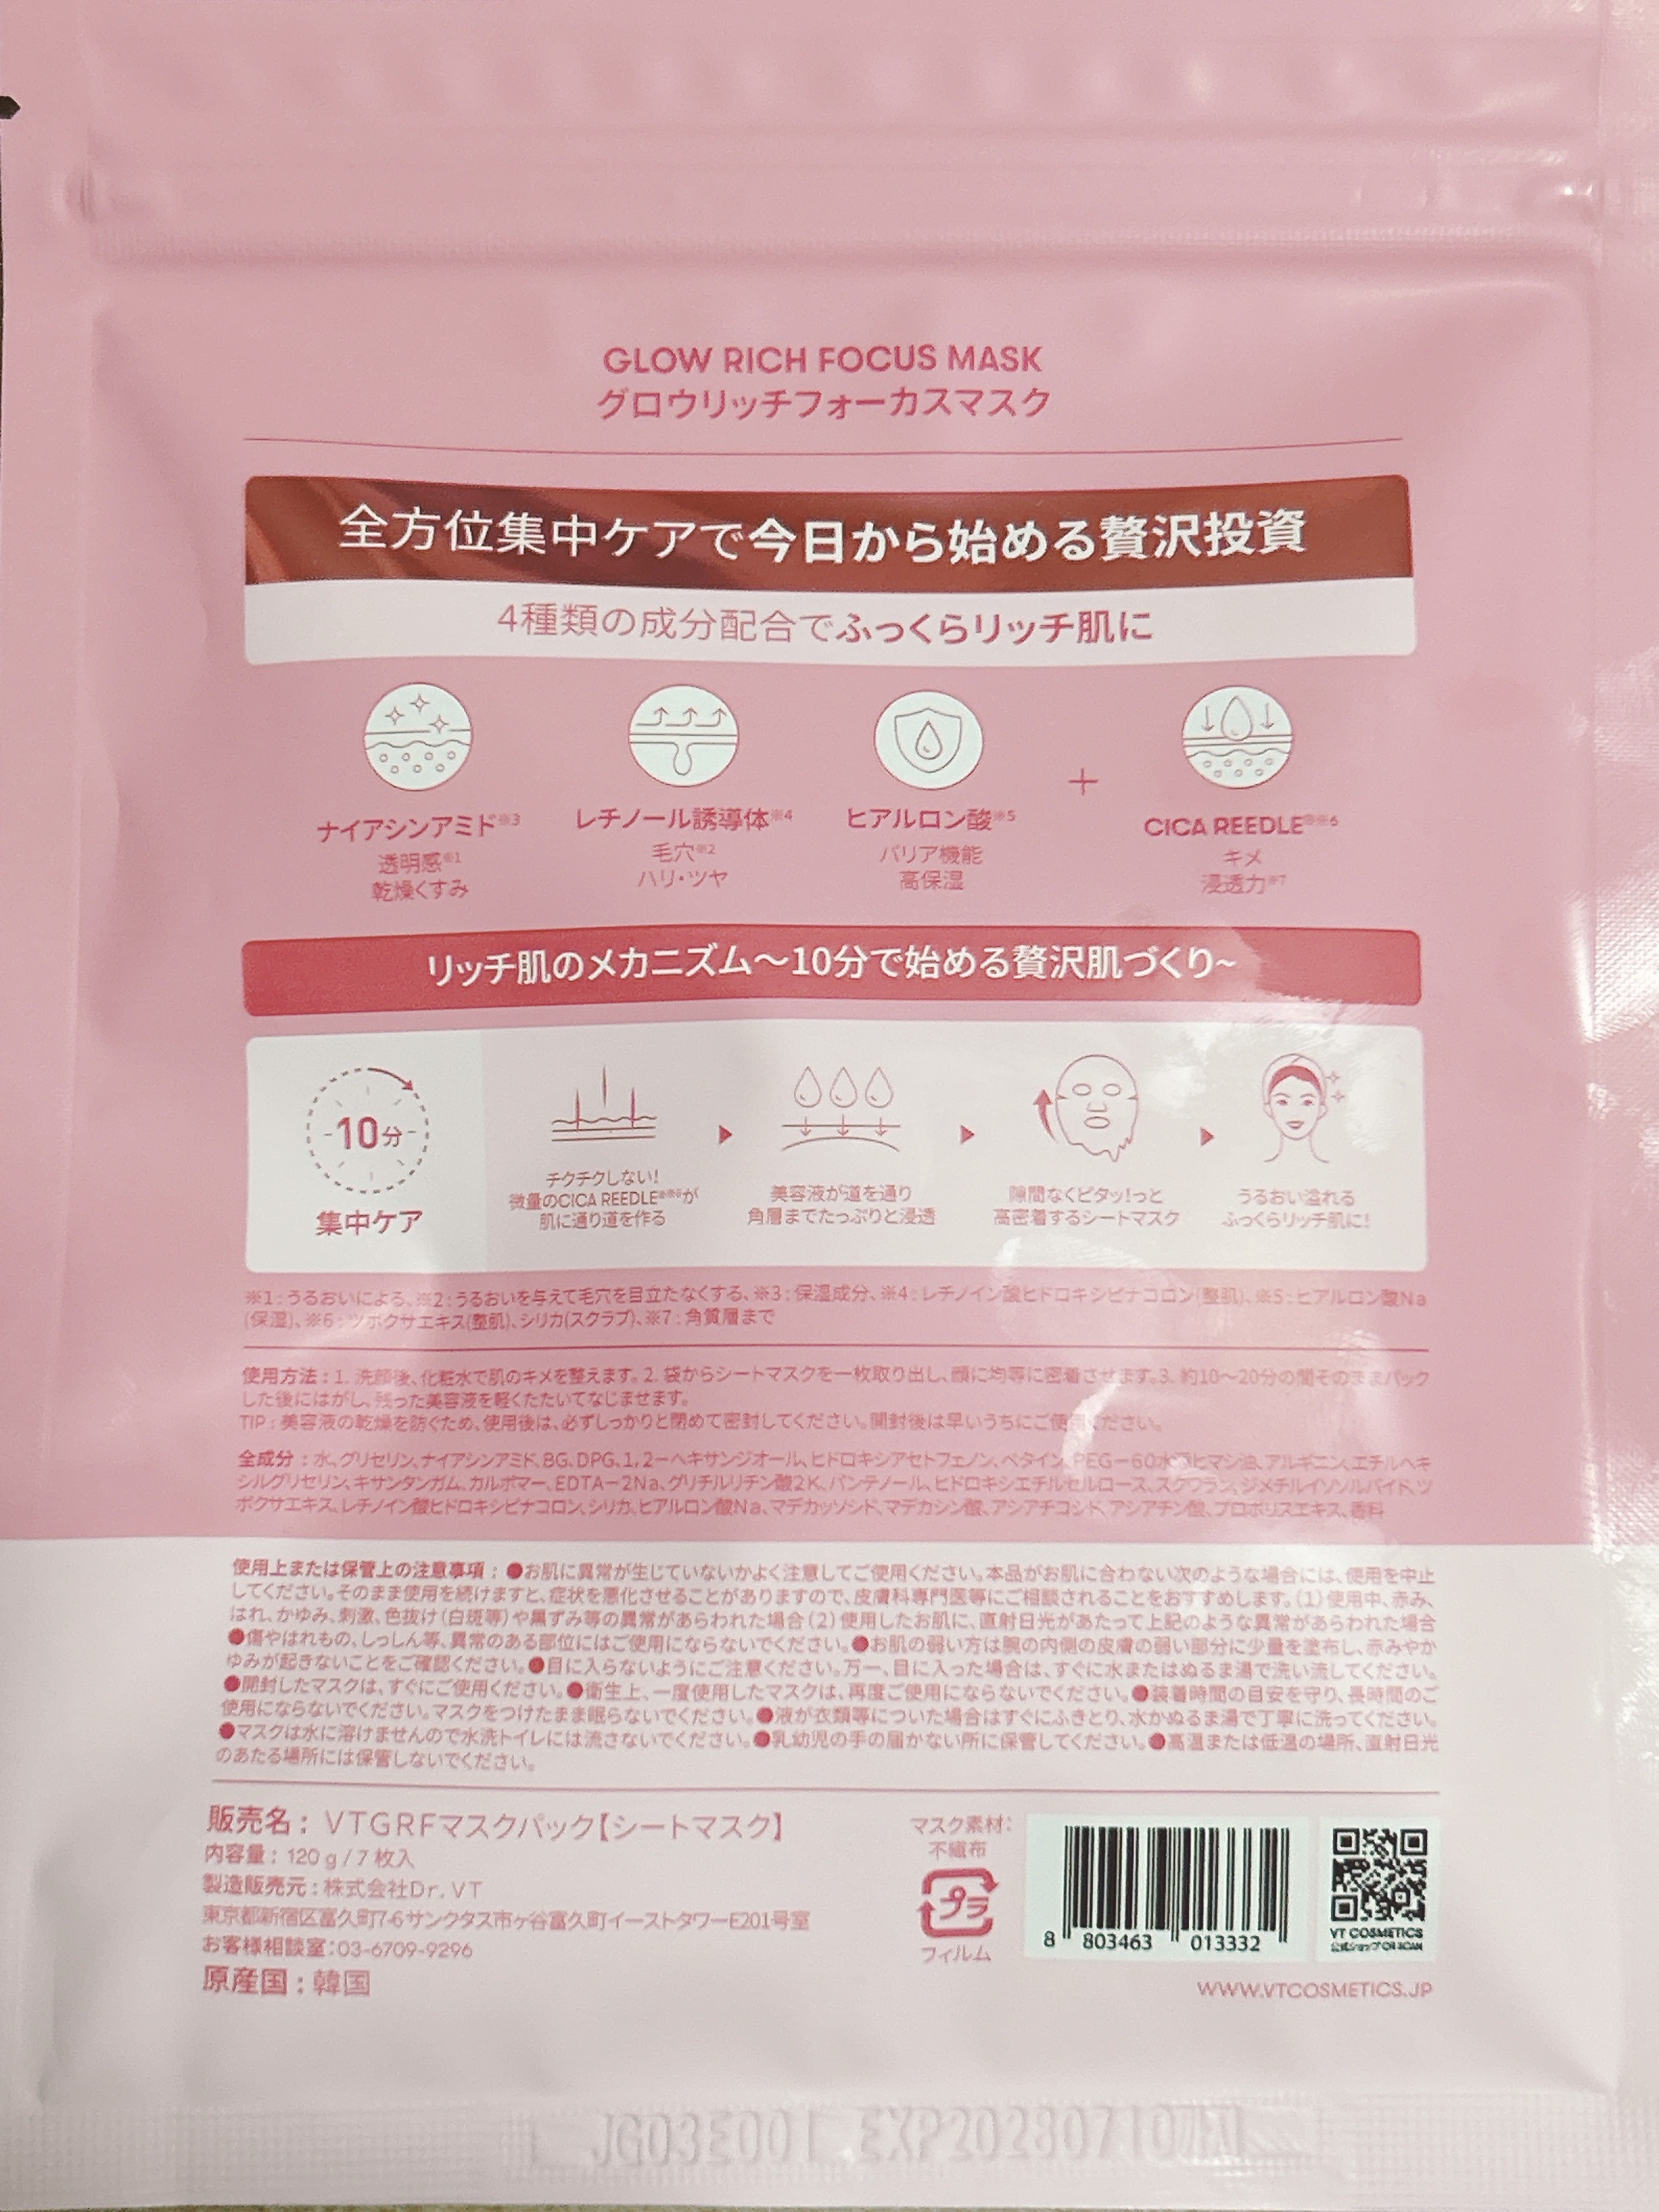 GLOW RICH FOCUS MASK
グロウリッチフォーカスマスク
全方位集中ケアで今日から始める贅沢投資
4種類の成分配合でふっくらリッチ肌に
ナイアシンアミド※3
透明感※1
乾燥くすみ
レチノール誘導体※4
毛穴※2
ハリ・ツヤ
ヒアルロン酸※5
バリア機能
高保湿
+
CICA REEDLE®※6
キメ
浸透力※7
リッチ肌のメカニズム〜10分で始める贅沢肌づくり~
10分
集中ケア
チクチクしない!
微量のCICA REEDLE®※6が
肌に通り道を作る
美容液が道を通り
角層までたっぷりと浸透
隙間なくピタッ!っと
高密着するシートマスク
うるおい溢れる
ふっくらリッチ肌に!
※1:うるおいによる、※2:うるおいを与えて毛穴を目立たなくする、※3:保湿成分、※4:レチノイン酸ヒドロキシピナコロン(整肌)、※5:ヒアルロン酸Na
(保湿)、※6:ツボクサエキス(整肌)、シリカ(スクラブ)、※7:角質層まで
使用方法:1. 洗顔後、化粧水で肌のキメを整えます。2. 袋からシートマスクを一枚取り出し、顔に均等に密着させます。3. 約10〜20分の間そのままパック
した後にはがし、残った美容液を軽くたたいてなじませます。
TIP:美容液の乾燥を防ぐため、使用後は、必ずしっかりと閉めて密封してください。開封後は早いうちにご使用ください。
全成分:水、グリセリン、ナイアシンアミド、BG、DPG、1,2-ヘキサンジオール、ヒドロキシアセトフェノン、ベタイン、PEG-60水添ヒマシ油、アルギニン、エチルヘキ
シルグリセリン、キサンタンガム、カルボマー、EDTA-2Na、グリチルリチン酸2K、パンテノール、ヒドロキシエチルセルロース、スクワラン、ジメチルイソソルバイド、ツ
ボクサエキス、レチノイン酸ヒドロキシピナコロン、シリカ、ヒアルロン酸Na、マデカッソシド、マデカシン酸、アシアチコシド、アシアチン酸、プロポリスエキス、香料
使用上または保管上の注意事項:●お肌に異常が生じていないかよく注意してご使用ください。本品がお肌に合わない次のような場合には、使用を中止
してください。そのまま使用を続けますと、症状を悪化させることがありますので、皮膚科専門医等にご相談されることをおすすめします。(1)使用中、赤み、
はれ、かゆみ、刺激、色抜け(白斑等)や黒ずみ等の異常があらわれた場合(2)使用したお肌に、直射日光があたって上記のような異常があらわれた場合
●傷やはれもの、しっしん等、異常のある部位にはご使用にならないでください。●お肌の弱い方は腕の内側の皮膚の弱い部分に少量を塗布し、赤みやか
ゆみが起きないことをご確認ください。●目に入らないようにご注意ください。万一、目に入った場合は、すぐに水またはぬるま湯で洗い流してください。
●開封したマスクは、すぐにご使用ください。●衛生上、一度使用したマスクは、再度ご使用にならないでください。●装着時間の目安を守り、長時間のご
使用にならないでください。マスクをつけたまま眠らないでください。●液が衣類等についた場合はすぐにふきとり、水かぬるま湯で丁寧に洗ってください。
●マスクは水に溶けませんので水洗トイレには流さないでください。●乳幼児の手の届かない所に保管してください。●高温または低温の場所、直射日光
のあたる場所には保管しないでください。
販売名:VTGRFマスクパック【シートマスク】
内容量:120g/7枚入
製造販売元:株式会社Dr.VT
東京都新宿区富久町7-6サンクタス市ヶ谷富久町イーストタワーE201号室
お客様相談室:03-6709-9296
原産国:韓国
マスク素材:
不織布
プラ
フィルム
8 803463 013332
VT COSMETICS
公式ショップ QR SCAN
WWW.VTCOSMETICS.JP
JG03E001 EXP20280710